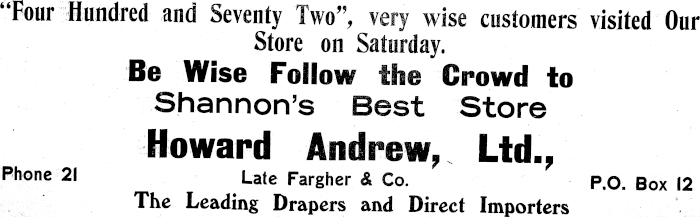 “Four Hundred and Seventy Two”, very wise customers visited Our
Store on Saturday.
Be Wise Follow the Crowd to
Shannon's Best Store
Howard Andrew, Ltd.,
Phone 21 Late Fargher & Co. P.O. Box 12
The Leading Drapers and Direct Importers